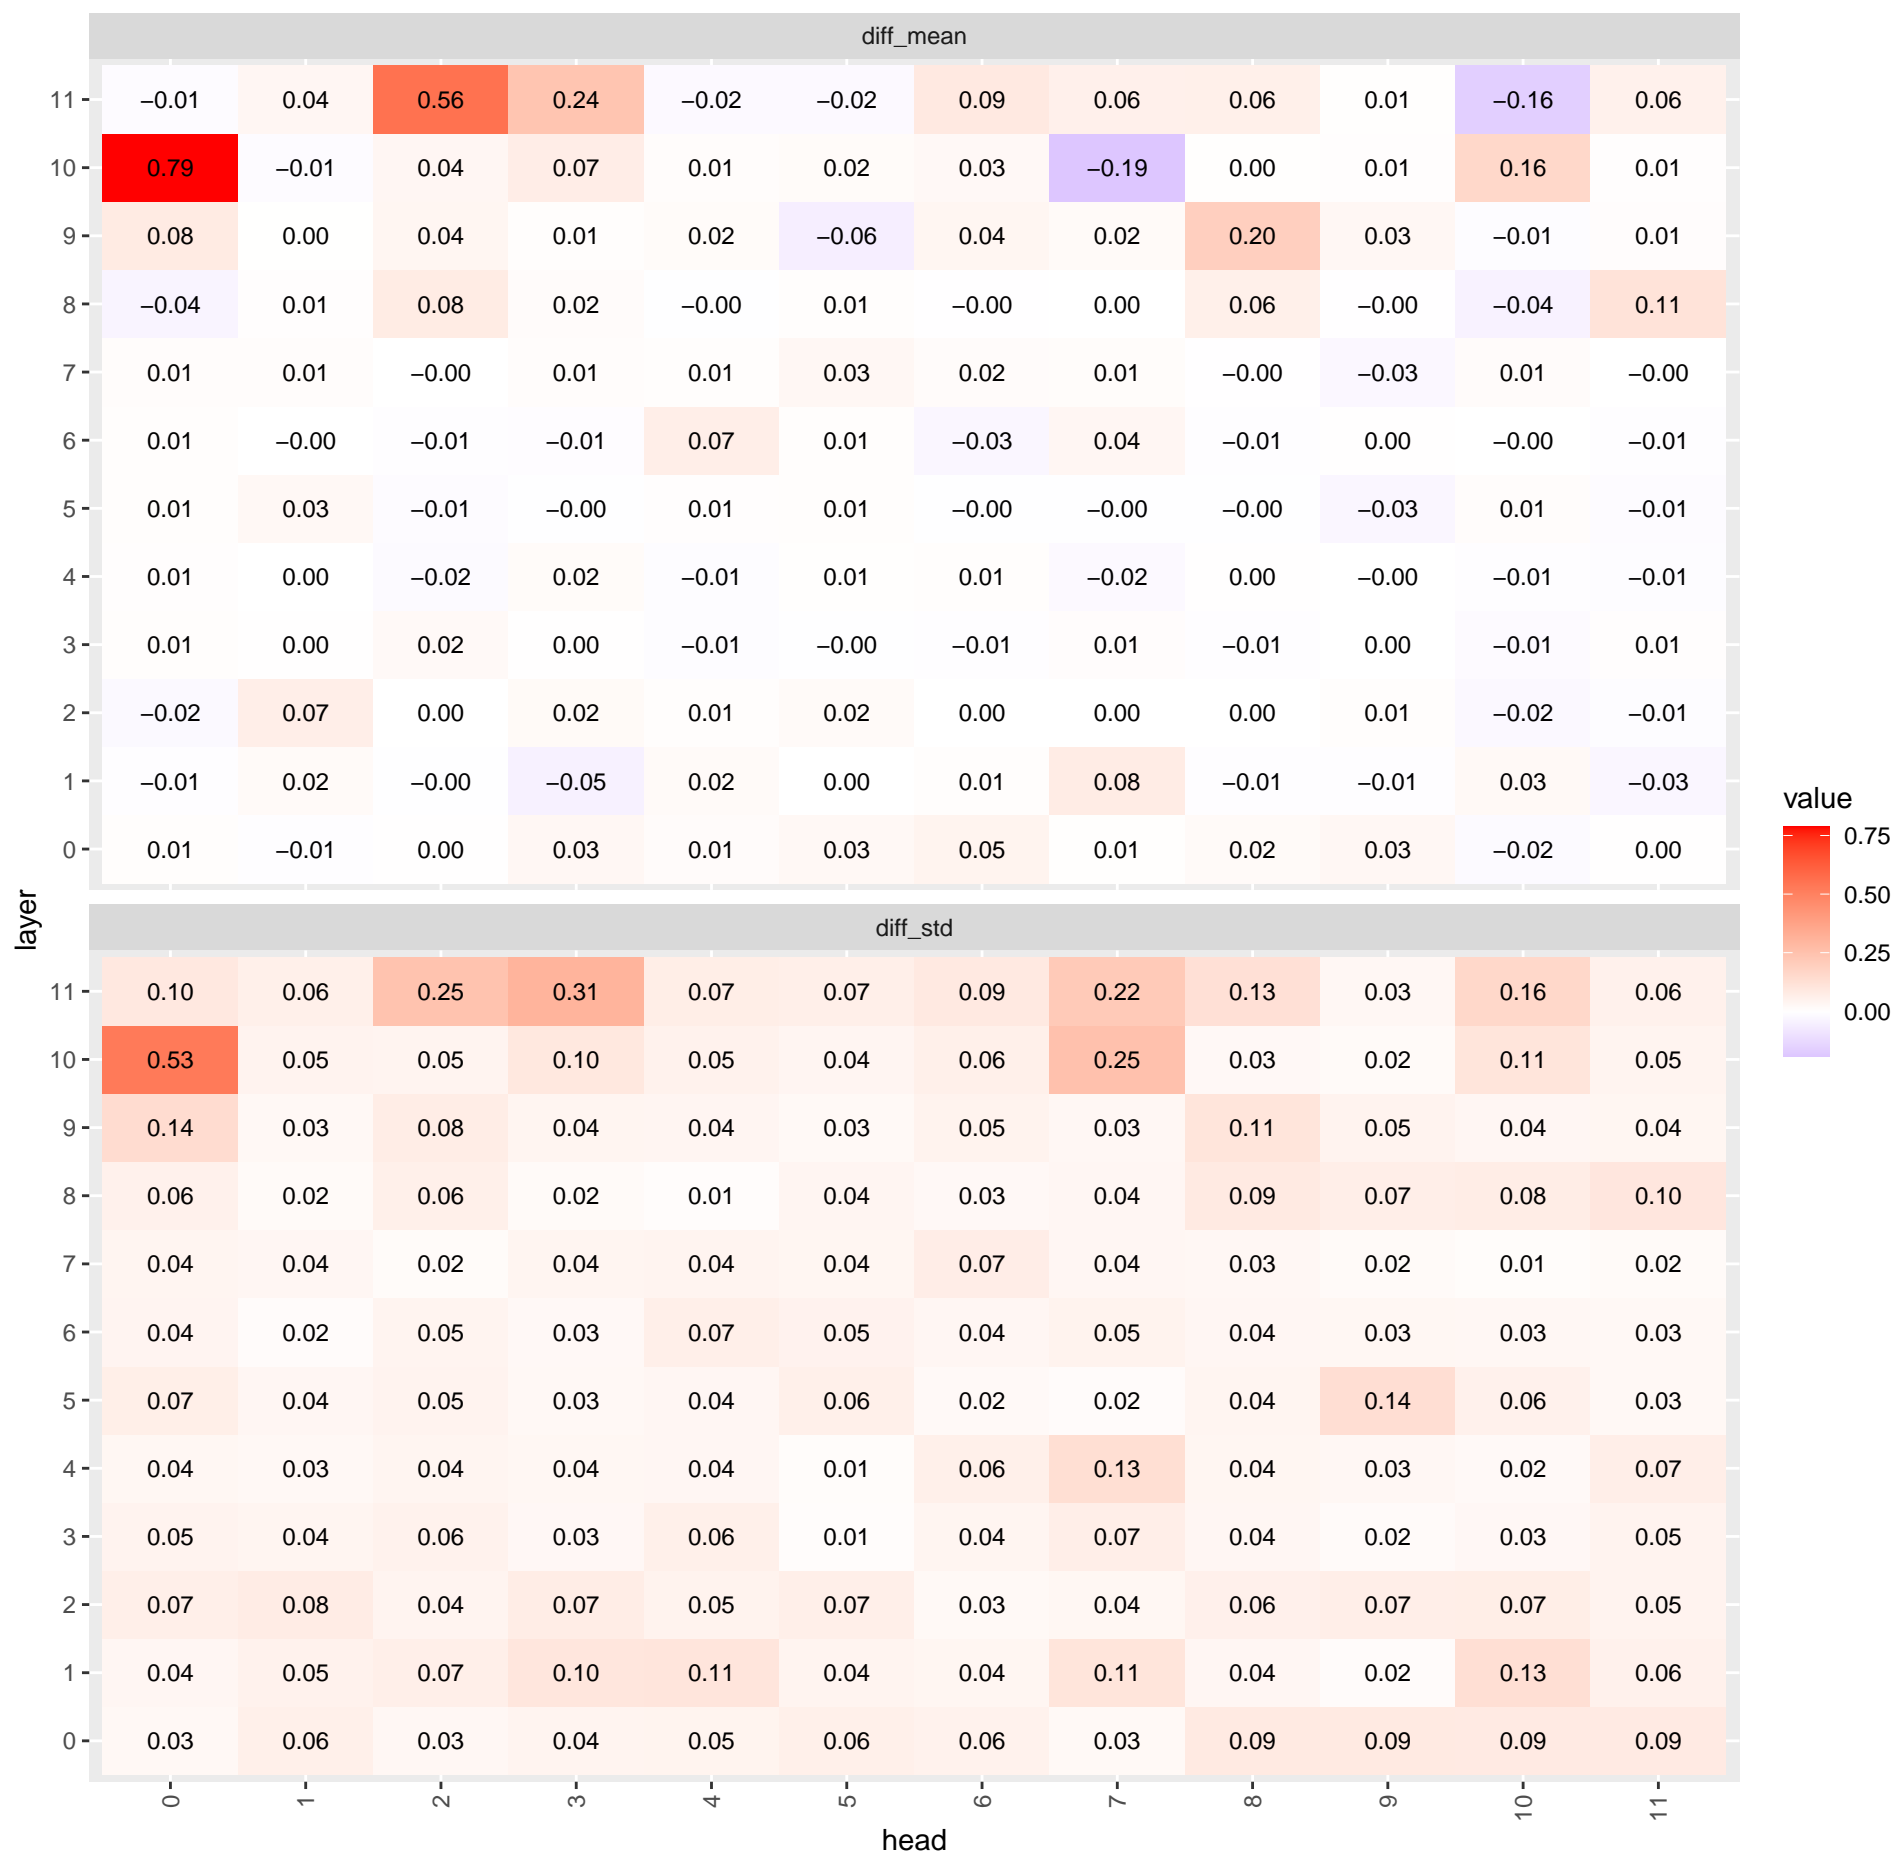 diff_mean
11 −0.01 0.04 0.56 0.24 −0.02 −0.02 0.09 0.06 0.06 0.01 −0.16 0.06
10 0.79 −0.01 0.04 0.07 0.01 0.02 0.03 −0.19 0.00 0.01 0.16 0.01
9 0.08 0.00 0.04 0.01 0.02 −0.06 0.04 0.02 0.20 0.03 −0.01 0.01
8 −0.04 0.01 0.08 0.02 −0.00 0.01 −0.00 0.00 0.06 −0.00 −0.04 0.11
7 0.01 0.01 −0.00 0.01 0.01 0.03 0.02 0.01 −0.00 −0.03 0.01 −0.00
6 0.01 −0.00 −0.01 −0.01 0.07 0.01 −0.03 0.04 −0.01 0.00 −0.00 −0.01
5 0.01 0.03 −0.01 −0.00 0.01 0.01 −0.00 −0.00 −0.00 −0.03 0.01 −0.01
4 0.01 0.00 −0.02 0.02 −0.01 0.01 0.01 −0.02 0.00 −0.00 −0.01 −0.01
3 0.01 0.00 0.02 0.00 −0.01 −0.00 −0.01 0.01 −0.01 0.00 −0.01 0.01
2 −0.02 0.07 0.00 0.02 0.01 0.02 0.00 0.00 0.00 0.01 −0.02 −0.01
1 −0.01 0.02 −0.00 −0.05 0.02 0.00 0.01 0.08 −0.01 −0.01 0.03 −0.03
0 0.01 −0.01 0.00 0.03 0.01 0.03 0.05 0.01 0.02 0.03 −0.02 0.00
layer
diff_std
11 0.10 0.06 0.25 0.31 0.07 0.07 0.09 0.22 0.13 0.03 0.16 0.06
10 0.53 0.05 0.05 0.10 0.05 0.04 0.06 0.25 0.03 0.02 0.11 0.05
9 0.14 0.03 0.08 0.04 0.04 0.03 0.05 0.03 0.11 0.05 0.04 0.04
8 0.06 0.02 0.06 0.02 0.01 0.04 0.03 0.04 0.09 0.07 0.08 0.10
7 0.04 0.04 0.02 0.04 0.04 0.04 0.07 0.04 0.03 0.02 0.01 0.02
6 0.04 0.02 0.05 0.03 0.07 0.05 0.04 0.05 0.04 0.03 0.03 0.03
5 0.07 0.04 0.05 0.03 0.04 0.06 0.02 0.02 0.04 0.14 0.06 0.03
4 0.04 0.03 0.04 0.04 0.04 0.01 0.06 0.13 0.04 0.03 0.02 0.07
3 0.05 0.04 0.06 0.03 0.06 0.01 0.04 0.07 0.04 0.02 0.03 0.05
2 0.07 0.08 0.04 0.07 0.05 0.07 0.03 0.04 0.06 0.07 0.07 0.05
1 0.04 0.05 0.07 0.10 0.11 0.04 0.04 0.11 0.04 0.02 0.13 0.06
0 0.03 0.06 0.03 0.04 0.05 0.06 0.06 0.03 0.09 0.09 0.09 0.09
0 1 2 3 4 5 6 7 8 9 10 11
head
value
0.75
0.50
0.25
0.00